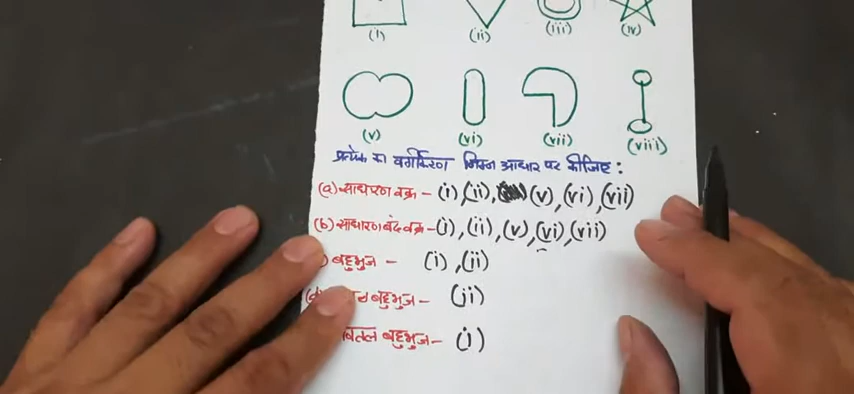 (i) (ii) (iii) (iv)
(v) (vi) (vii) (viii)
प्रत्येक का वर्गीकरण निम्न आधार पर कीजिए :
(a) साधारण वक्र - (i), (ii), (v), (vi), (vii)
(b) साधारण बंद वक्र - (i), (ii), (v), (vi), (vii)
) बहुभुज - (i), (ii)
बहुभुज - (ii)
बहुभुज - (i)